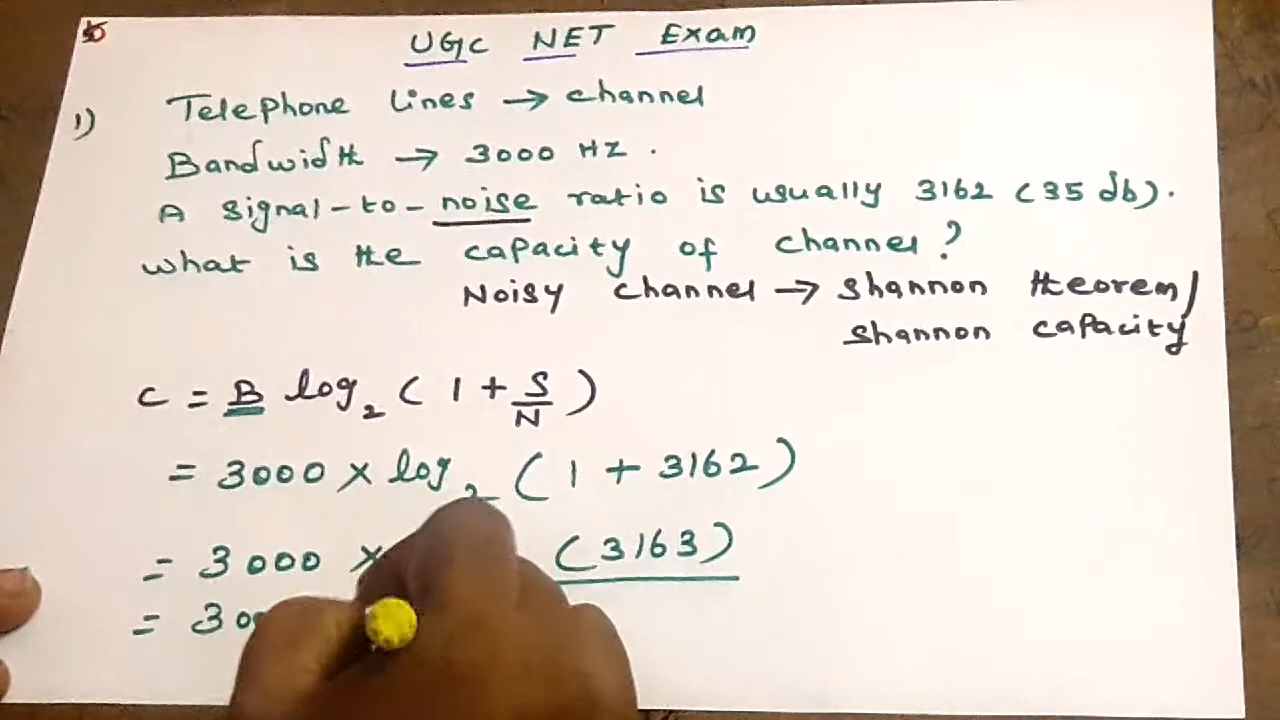 UGC NET Exam
1) Telephone lines → channel
Bandwidth → 3000 HZ.
A signal-to-noise ratio is usually 3162 (35 db).
what is the capacity of channel?
Noisy channel → shannon theorem/
shannon capacity
C = B log₂ (1 + S/N)
= 3000 × log₂ (1 + 3162)
= 3000 × (3163)
= 30